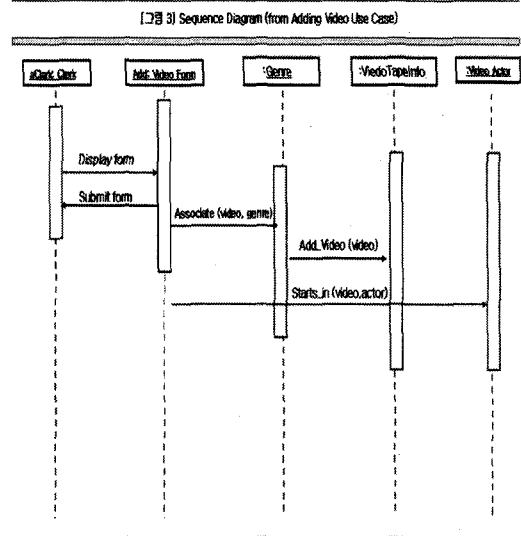 [그림 3] Sequence Diagram (from Adding Video Use Case)
aClerk: Clerk
Add: Video Form
:Genre
:ViedoTapeInfo
:Video Actor
Display form
Submit form
Associate (video, genre)
Add_Video (video)
Starts_in (video,actor)